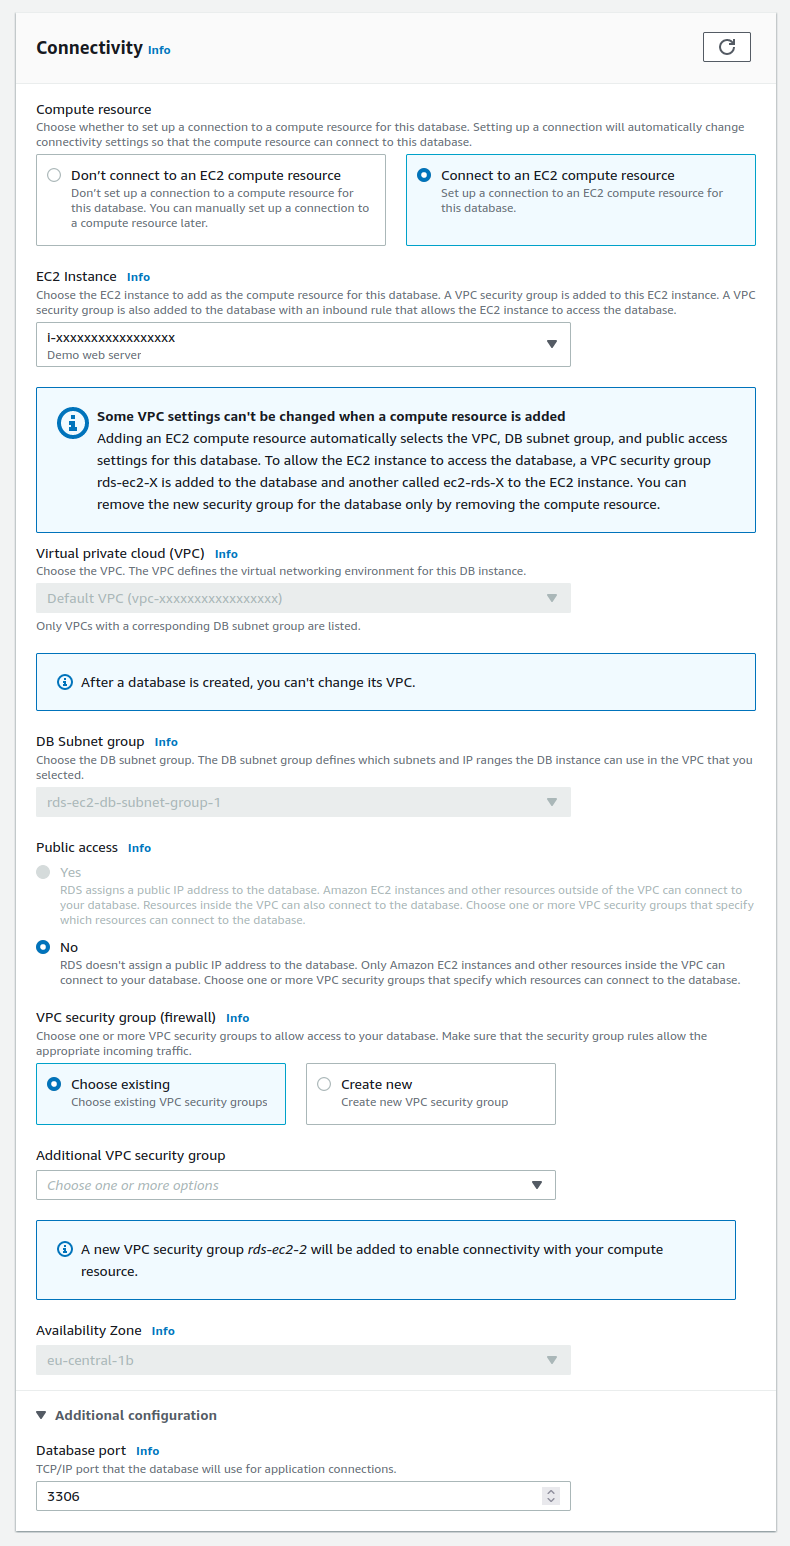 Connectivity Info
Compute resource
Choose whether to set up a connection to a compute resource for this database. Setting up a connection will automatically change
connectivity settings so that the compute resource can connect to this database.
Don't connect to an EC2 compute resource
Don't set up a connection to a compute resource for
this database. You can manually set up a connection to
a compute resource later.
Connect to an EC2 compute resource
Set up a connection to an EC2 compute resource for
this database.
EC2 Instance Info
Choose the EC2 instance to add as the compute resource for this database. A VPC security group is added to this EC2 instance. A VPC
security group is also added to the database with an inbound rule that allows the EC2 instance to access the database.
i-xxxxxxxxxxxxxxxxx
Demo web server
Some VPC settings can't be changed when a compute resource is added
Adding an EC2 compute resource automatically selects the VPC, DB subnet group, and public access
settings for this database. To allow the EC2 instance to access the database, a VPC security group
rds-ec2-X is added to the database and another called ec2-rds-X to the EC2 instance. You can
remove the new security group for the database only by removing the compute resource.
Virtual private cloud (VPC) Info
Choose the VPC. The VPC defines the virtual networking environment for this DB instance.
Default VPC (vpc-xxxxxxxxxxxxxxxxx)
Only VPCs with a corresponding DB subnet group are listed.
After a database is created, you can't change its VPC.
DB Subnet group Info
Choose the DB subnet group. The DB subnet group defines which subnets and IP ranges the DB instance can use in the VPC that you
selected.
rds-ec2-db-subnet-group-1
Public access Info
Yes
RDS assigns a public IP address to the database. Amazon EC2 instances and other resources outside of the VPC can connect to
your database. Resources inside the VPC can also connect to the database. Choose one or more VPC security groups that specify
which resources can connect to the database.
No
RDS doesn't assign a public IP address to the database. Only Amazon EC2 instances and other resources inside the VPC can
connect to your database. Choose one or more VPC security groups that specify which resources can connect to the database.
VPC security group (firewall) Info
Choose one or more VPC security groups to allow access to your database. Make sure that the security group rules allow the
appropriate incoming traffic.
Choose existing
Choose existing VPC security groups
Create new
Create new VPC security group
Additional VPC security group
Choose one or more options
A new VPC security group rds-ec2-2 will be added to enable connectivity with your compute
resource.
Availability Zone Info
eu-central-1b
Additional configuration
Database port Info
TCP/IP port that the database will use for application connections.
3306